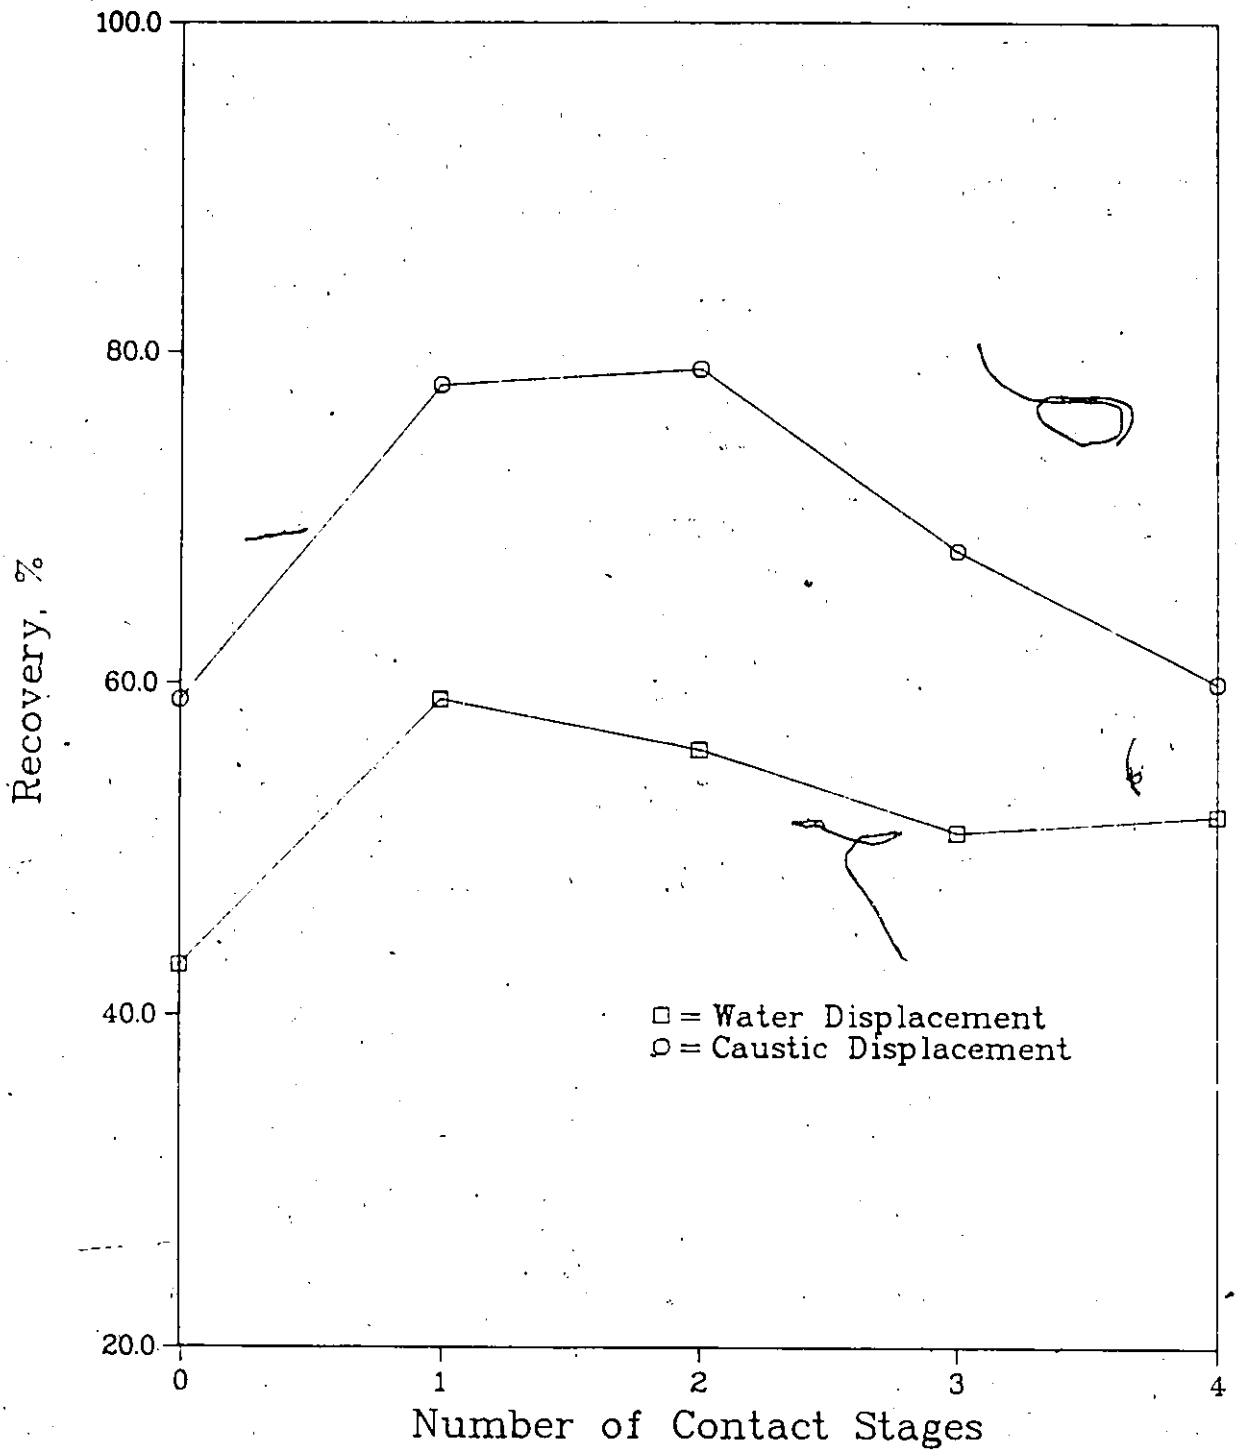 100.0
80.0
60.0
40.0
20.0
Recovery, %
□ = Water Displacement
○ = Caustic Displacement
0 1 2 3 4
Number of Contact Stages